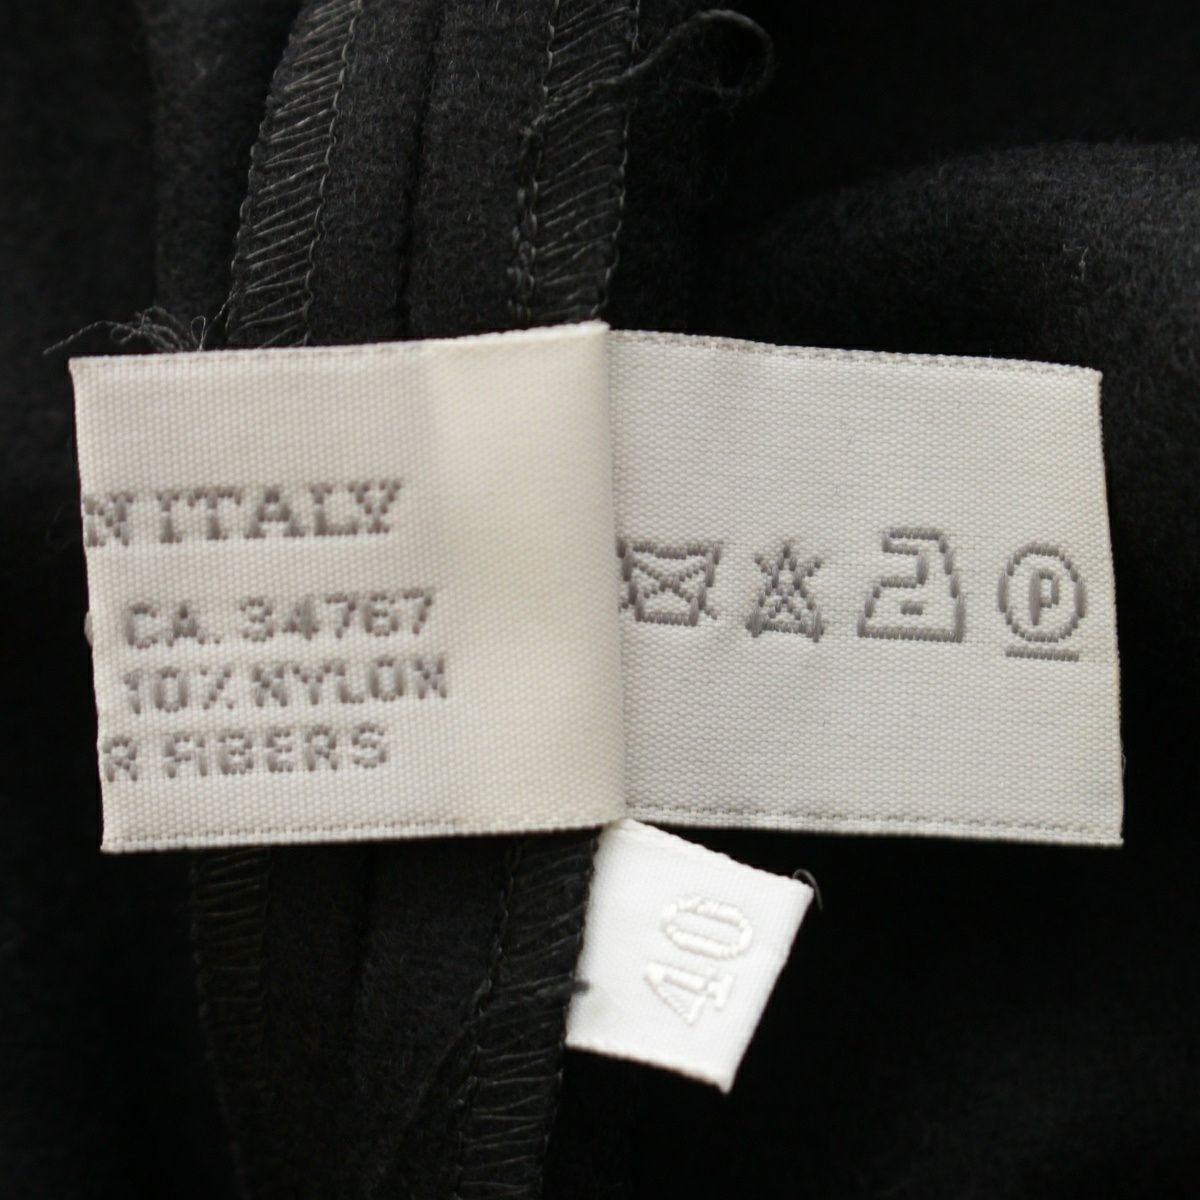 N ITALY
CA. 34767
10% NYLON
R FIBERS
P
40